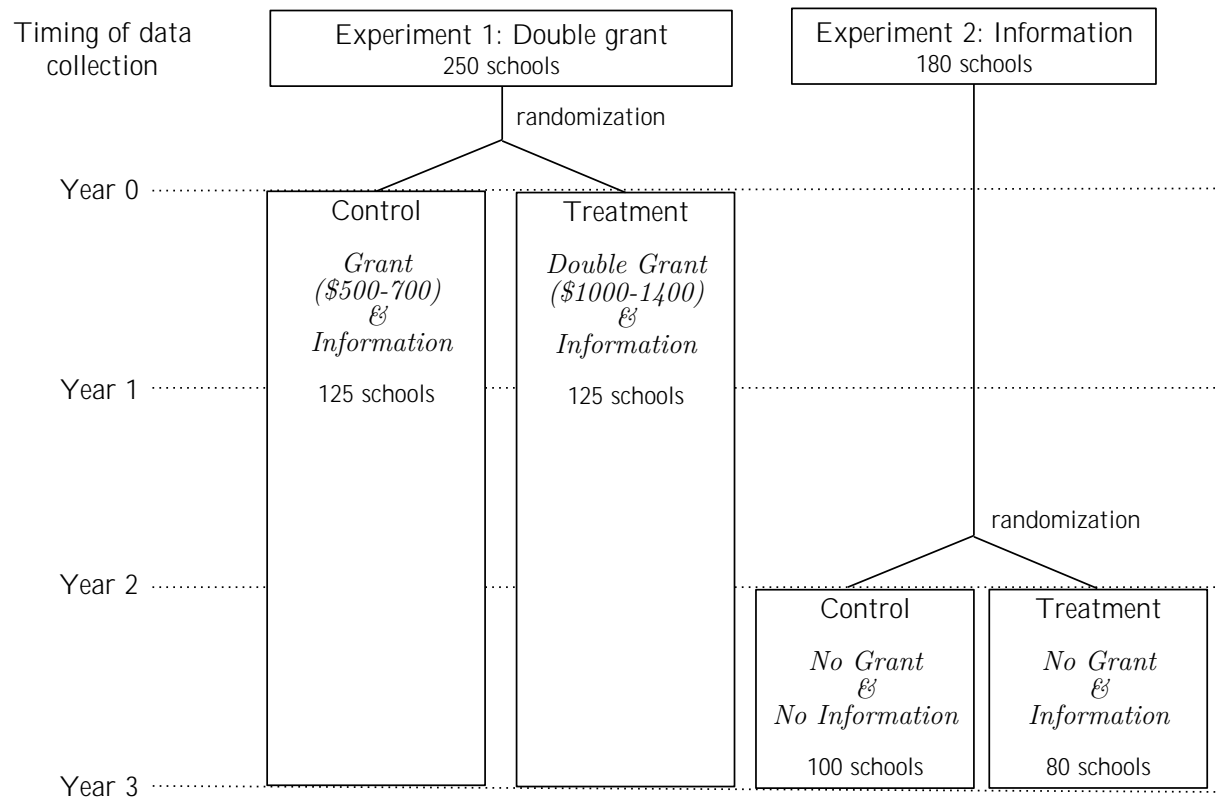 Timing of data
collection
Experiment 1: Double grant
250 schools
Experiment 2: Information
180 schools
randomization
Year 0
Control
Grant
($500-700)
&
Information
125 schools
Treatment
Double Grant
($1000-1400)
&
Information
125 schools
Year 1
randomization
Year 2
Control
No Grant
&
No Information
100 schools
Treatment
No Grant
&
Information
80 schools
Year 3